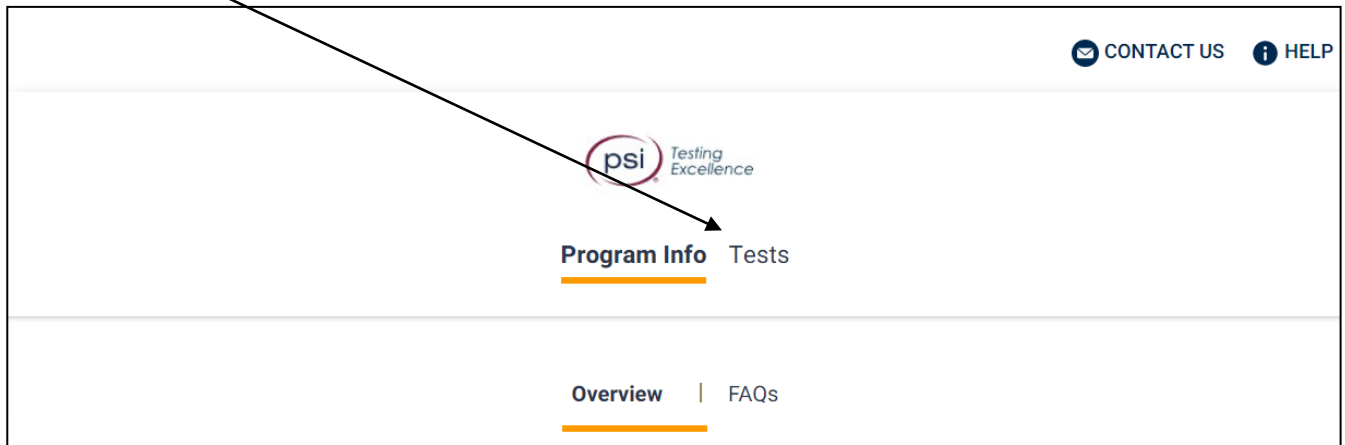 CONTACT US HELP
psi Testing
Excellence
Program Info Tests
Overview | FAQs